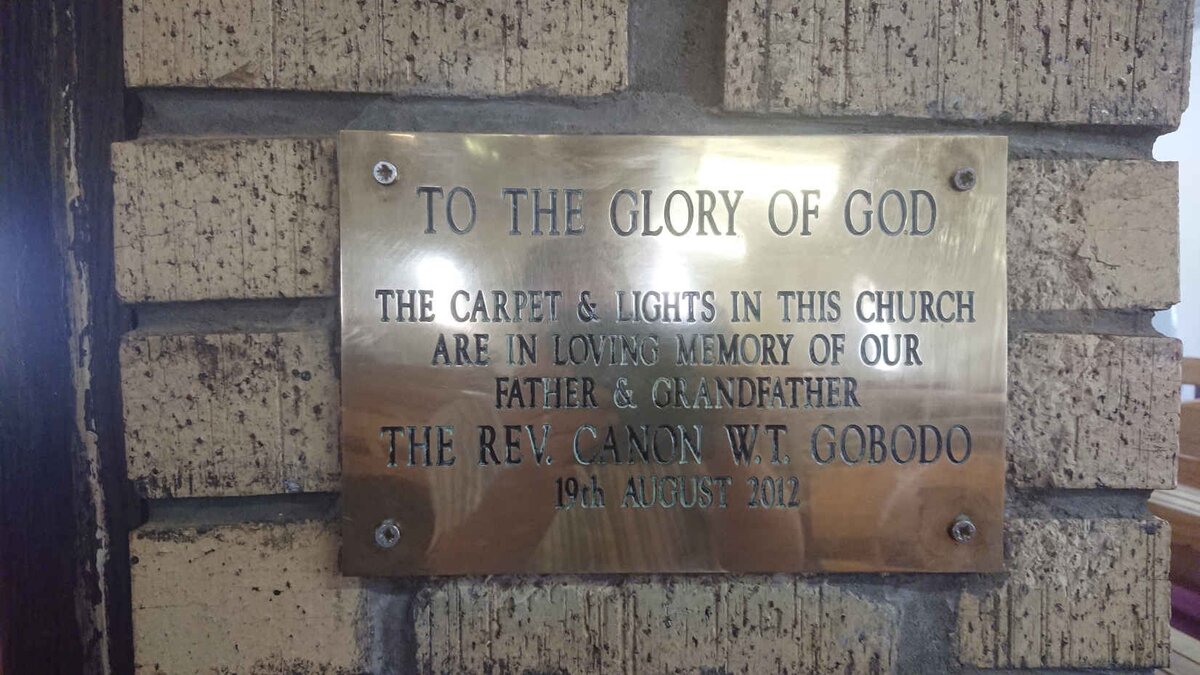 TO THE GLORY OF GOD
THE CARPET & LIGHTS IN THIS CHURCH
ARE IN LOVING MEMORY OF OUR
FATHER & GRANDFATHER
THE REV. CANON W.T. GOBODO
19th AUGUST 2012